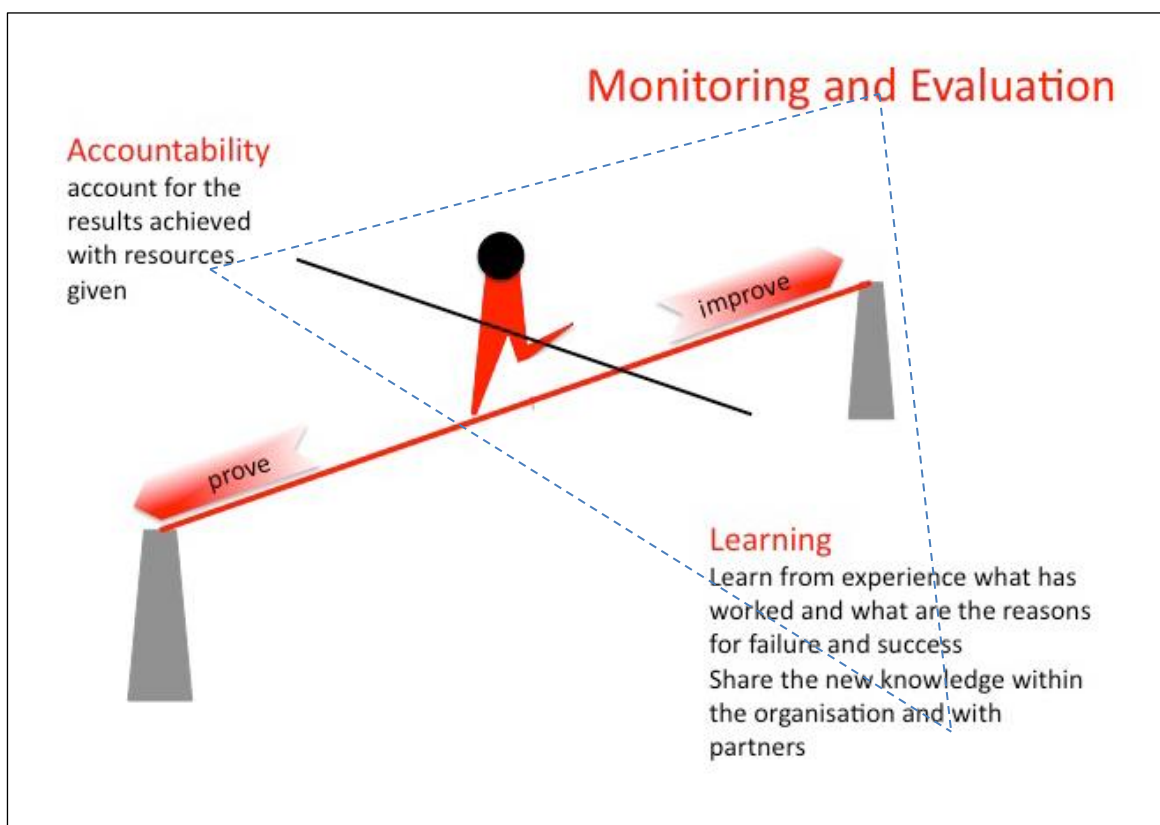 Monitoring and Evaluation
Accountability
account for the
results achieved
with resources
given
improve
prove
Learning
Learn from experience what has
worked and what are the reasons
for failure and success
Share the new knowledge within
the organisation and with
partners